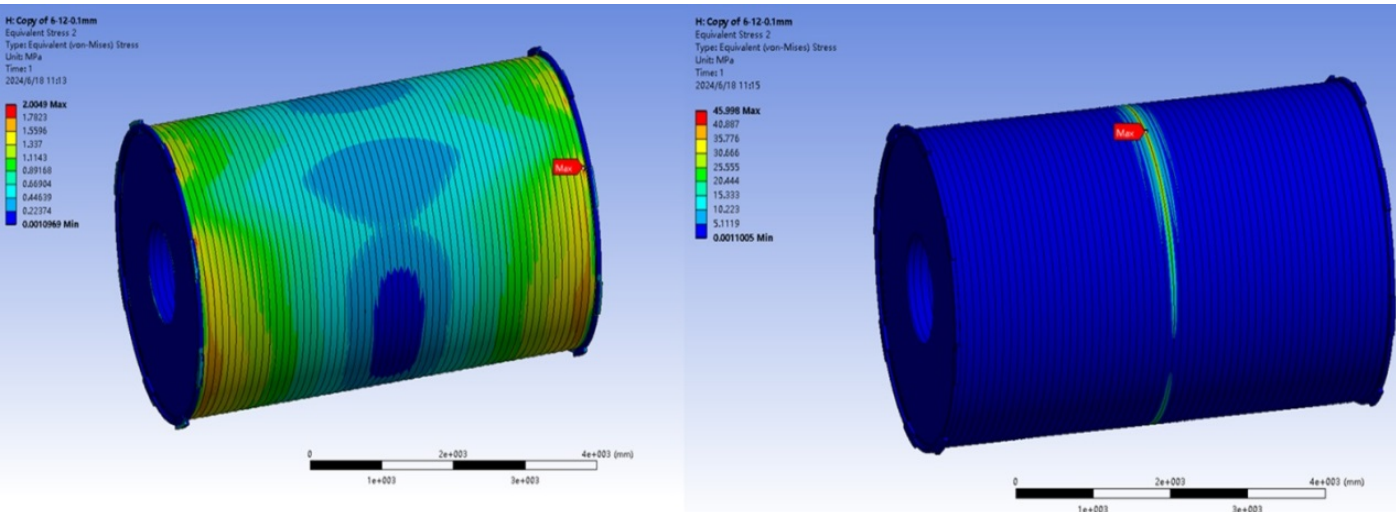 H: Copy of 6-12-0.1mm
Equivalent Stress 2
Type: Equivalent (von-Mises) Stress
Unit: MPa
Time: 1
2024/6/18 11:13
2.0049 Max
1.7823
1.5596
1.337
1.1143
0.89168
0.66904
0.44639
0.22374
0.0010969 Min
Max
0
2e+003
4e+003 (mm)
1e+003
3e+003
H: Copy of 6-12-0.1mm
Equivalent Stress 2
Type: Equivalent (von-Mises) Stress
Unit: MPa
Time: 1
2024/6/18 11:15
45.998 Max
40.887
35.776
30.666
25.555
20.444
15.333
10.223
5.1119
0.0011005 Min
Max
0
2e+003
4e+003 (mm)
1e+003
3e+003